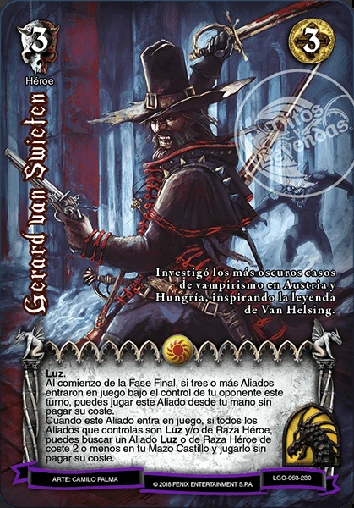 3
Héroe
3
Mitos
Leyendas
Gerard van Swieten
Investigó los más oscuros casos
de vampirismo en Austria y
Hungría, inspirando la leyenda
de Van Helsing.
Luz.
Al comienzo de la Fase Final, si tres o más Aliados
entraron en juego bajo el control de tu oponente este
turno, puedes jugar este Aliado desde tu mano sin
pagar su coste.
Cuando este Aliado entra en juego, si todos los
Aliados que controlas son Luz y/o de Raza Héroe,
puedes buscar un Aliado Luz o de Raza Héroe de
coste 2 o menos en tu Mazo Castillo y jugarlo sin
pagar su coste.
ARTE: CAMILO PALMA
© 2018 FENIX ENTERTAINMENT S.P.A.